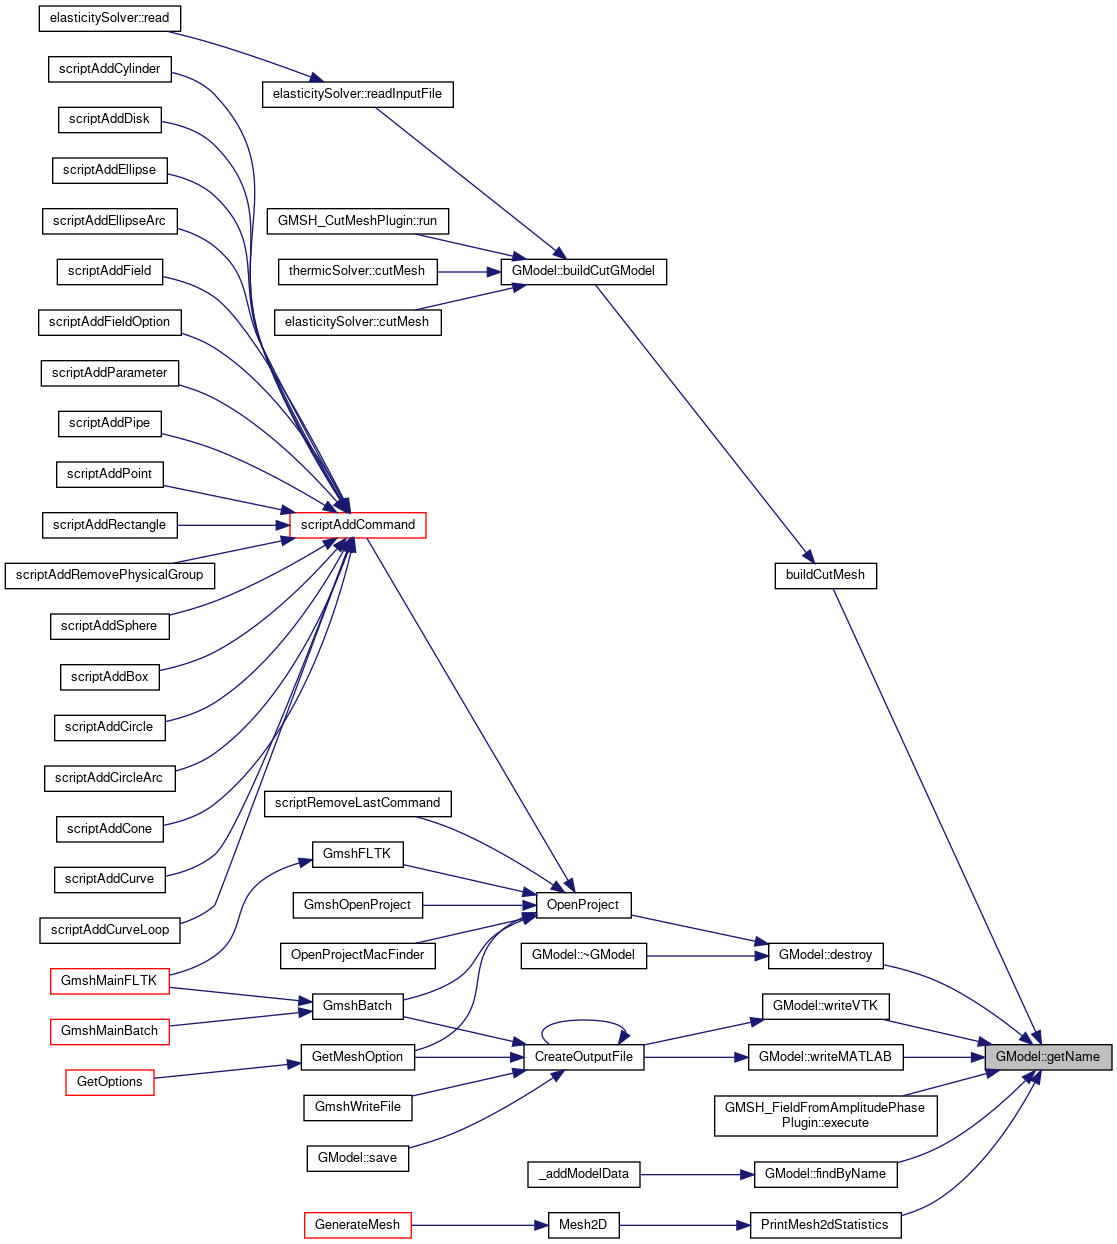 elasticitySolver::read
scriptAddCylinder
elasticitySolver::readInputFile
scriptAddDisk
scriptAddEllipse
scriptAddEllipseArc
GMSH_CutMeshPlugin::run
scriptAddField
thermicSolver::cutMesh
GModel::buildCutGModel
scriptAddFieldOption
elasticitySolver::cutMesh
scriptAddParameter
scriptAddPipe
scriptAddPoint
scriptAddRectangle
scriptAddCommand
scriptAddRemovePhysicalGroup
buildCutMesh
scriptAddSphere
scriptAddBox
scriptAddCircle
scriptAddCircleArc
scriptRemoveLastCommand
scriptAddCone
GmshFLTK
scriptAddCurve
GmshOpenProject
OpenProject
scriptAddCurveLoop
OpenProjectMacFinder
GModel::~GModel
GModel::destroy
GmshMainFLTK
GmshBatch
GModel::writeVTK
GmshMainBatch
GetMeshOption
CreateOutputFile
GModel::writeMATLAB
GModel::getName
GetOptions
GmshWriteFile
GMSH_FieldFromAmplitudePhase
Plugin::execute
GModel::save
_addModelData
GModel::findByName
GenerateMesh
Mesh2D
PrintMesh2dStatistics